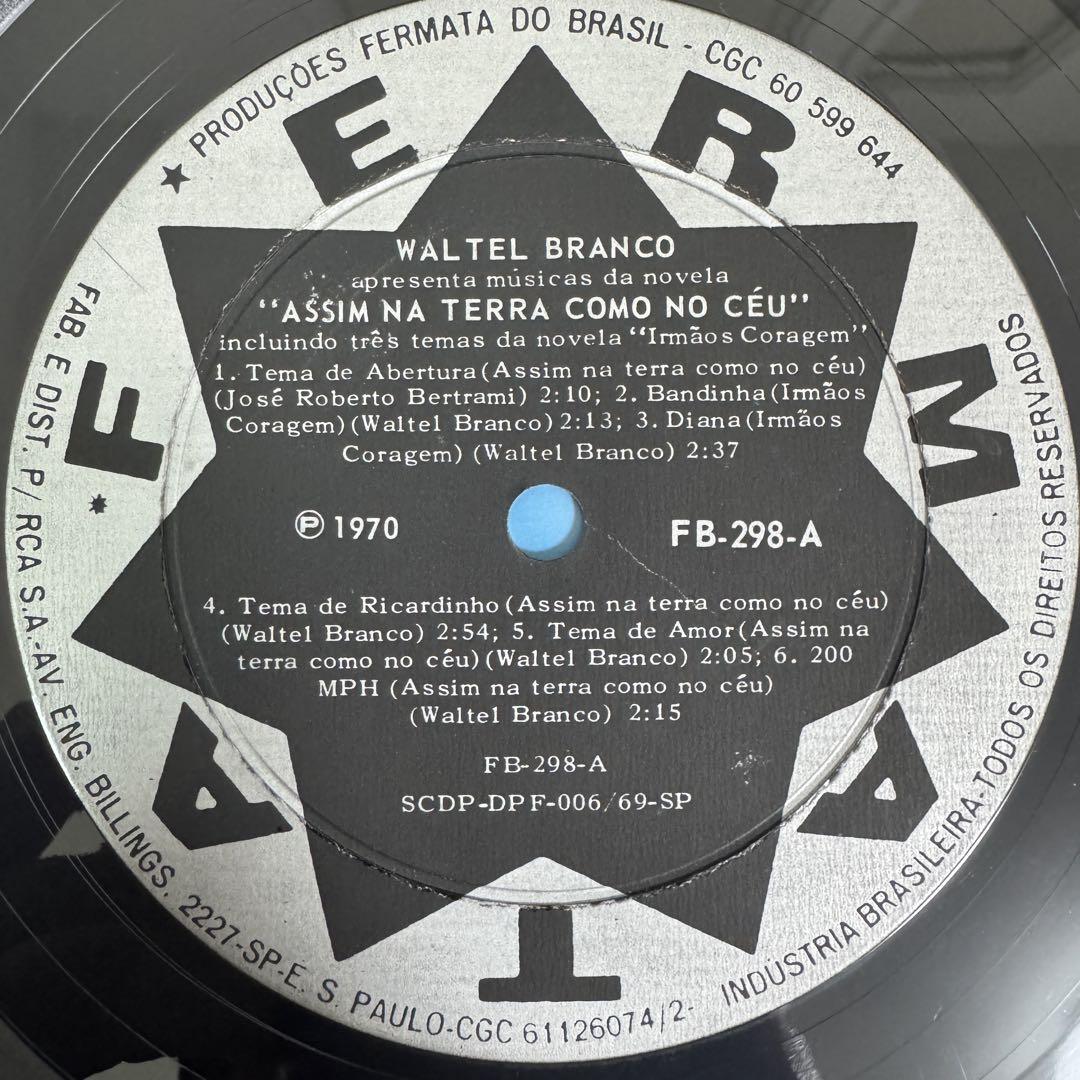 ★ PRODUÇÕES FERMATA DO BRASIL - CGC 60 599 644
FERMATA
WALTEL BRANCO
apresenta músicas da novela
“ASSIM NA TERRA COMO NO CÉU”
incluindo três temas da novela “Irmãos Coragem”
1. Tema de Abertura (Assim na terra como no céu)
(José Roberto Bertrami) 2:10; 2. Bandinha (Irmãos
Coragem) (Waltel Branco) 2:13; 3. Diana (Irmãos
Coragem) (Waltel Branco) 2:37
Ⓟ 1970
FB-298-A
4. Tema de Ricardinho (Assim na terra como no céu)
(Waltel Branco) 2:54; 5. Tema de Amor (Assim na
terra como no céu) (Waltel Branco) 2:05; 6. 200
MPH (Assim na terra como no céu)
(Waltel Branco) 2:15
FB-298-A
SCDP-DPF-006/69-SP
FAB. E DIST. P/ RCA S.A.-AV. ENG. BILLINGS, 2227-SP-E. S. PAULO-CGC 61126074/2- INDÚSTRIA BRASILEIRA-TODOS OS DIREITOS RESERVADOS